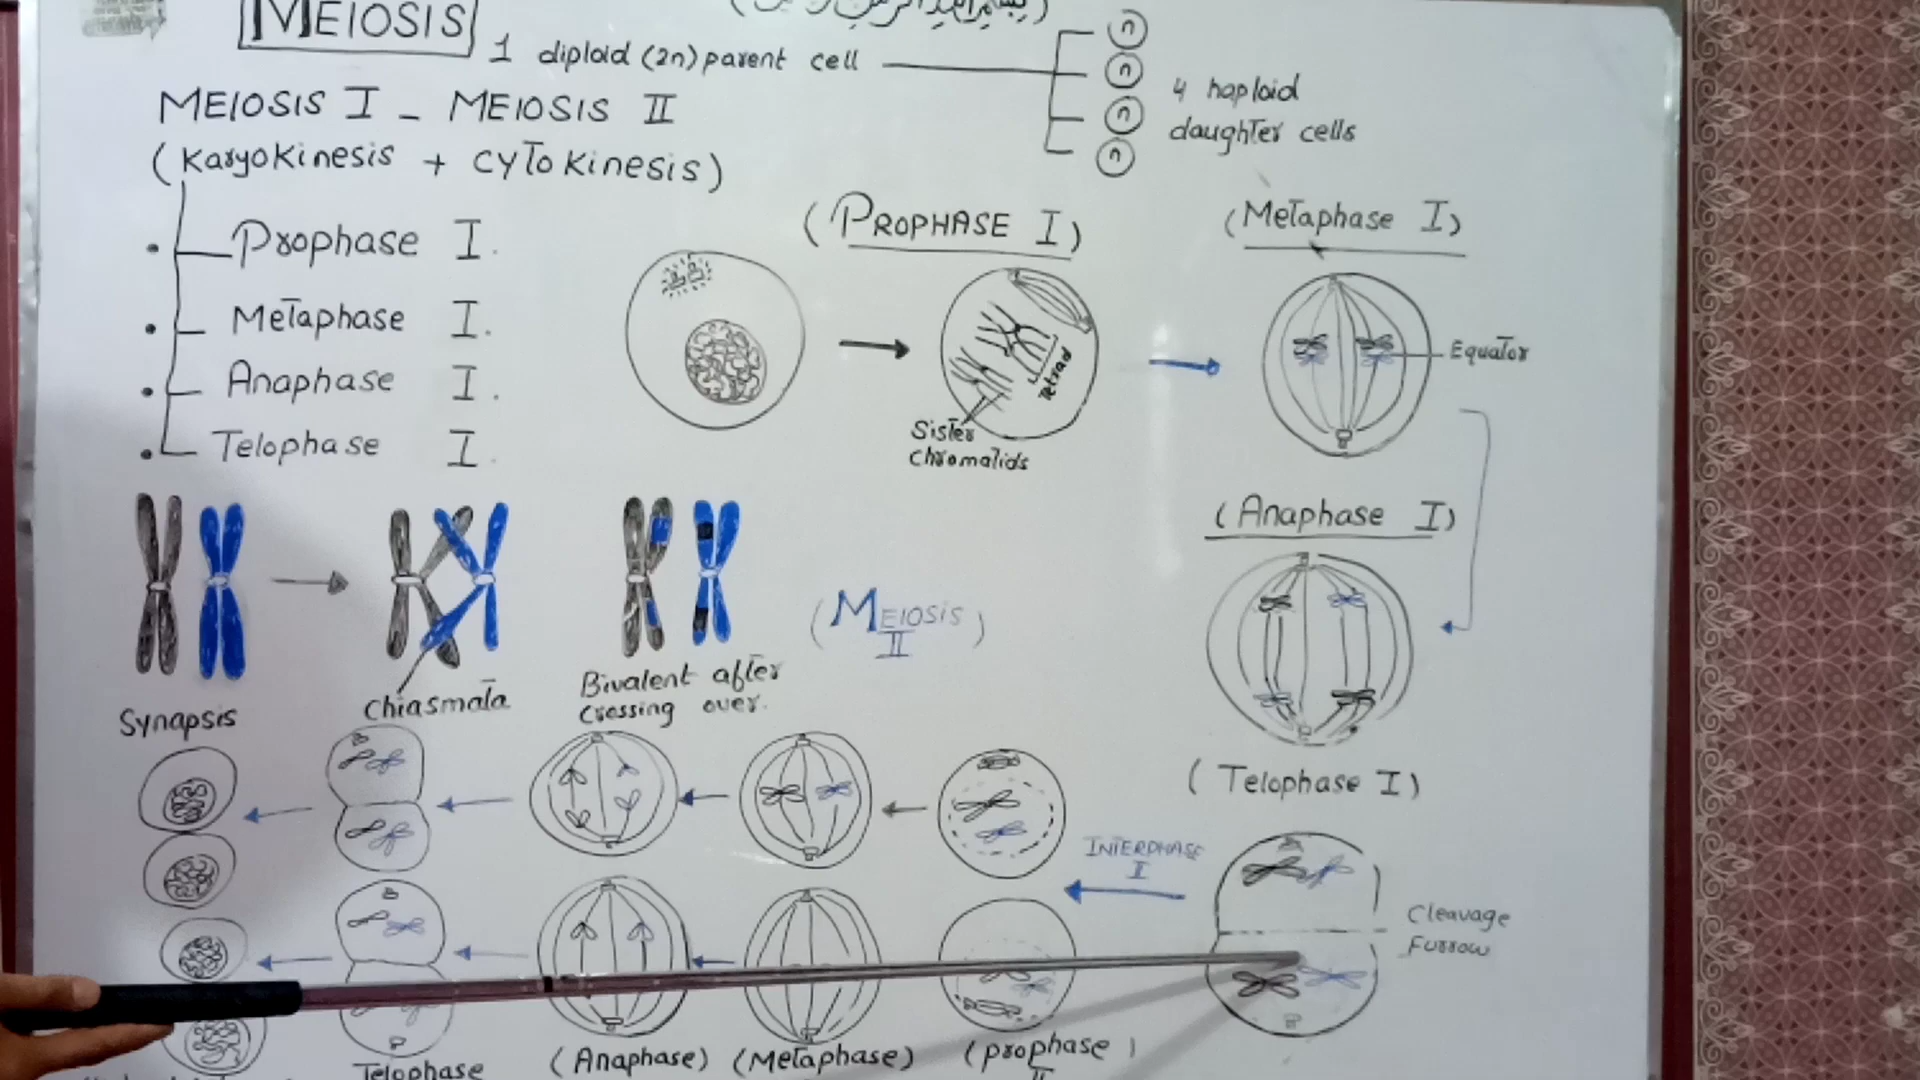 MEIOSIS
1 diploid (2n) parent cell
n
n
n
n
4 haploid
daughter cells
MEIOSIS I - MEIOSIS II
(Karyokinesis + cytokinesis)
• Prophase I.
• Metaphase I.
• Anaphase I.
• Telophase I.
(PROPHASE I)
Tetrad
Sister
chromatids
(Metaphase I)
Equator
(Anaphase I)
Synapsis
Chiasmata
Bivalent after
crossing over.
(MEIOSIS
II)
(Telophase I)
INTERPHASE
I
Cleavage
Furrow
Telophase
(Anaphase)
(Metaphase)
(prophase)
II